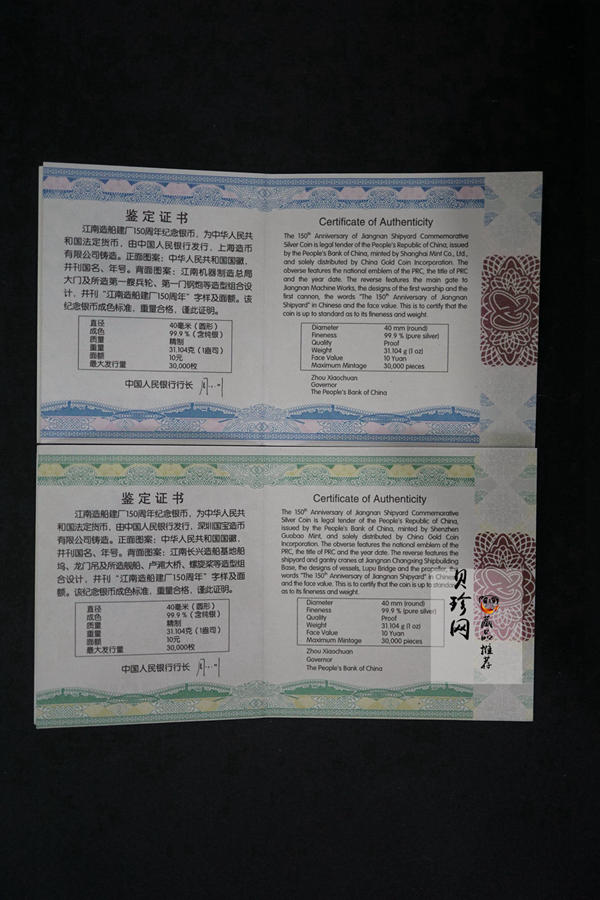 鉴定证书
江南造船建厂150周年纪念银币，为中华人民共
和国法定货币，由中国人民银行发行，上海造币
有限公司铸造。正面图案：中华人民共和国国徽，
并刊国名、年号。背面图案：江南机器制造总局
大门及所造第一艘兵轮、第一门钢炮等造型组合设
计，并刊“江南造船建厂150周年”字样及面额。该
纪念银币成色标准，重量合格，谨此证明。
直径 40毫米（圆形）
成色 99.9％（含纯银）
质量 精制
重量 31.104克（1盎司）
面额 10元
最大发行量 30,000枚
中国人民银行行长
Certificate of Authenticity
The 150th Anniversary of Jiangnan Shipyard Commemorative
Silver Coin is legal tender of the People's Republic of China, issued
by the People's Bank of China, minted by Shanghai Mint Co., Ltd.,
and solely distributed by China Gold Coin Incorporation. The
obverse features the national emblem of the PRC, the title of PRC
and the year date. The reverse features the main gate to
Jiangnan Machine Works, the designs of the first warship and the
first cannon, the words "The 150th Anniversary of Jiangnan
Shipyard" in Chinese and the face value. This is to certify that the
coin is up to standard as to its fineness and weight.
Diameter 40 mm (round)
Fineness 99.9 % (pure silver)
Quality Proof
Weight 31.104 g (1 oz)
Face Value 10 Yuan
Maximum Mintage 30,000 pieces
Zhou Xiaochuan
Governor
The People's Bank of China
鉴定证书
江南造船建厂150周年纪念银币，为中华人民共
和国法定货币，由中国人民银行发行，深圳国宝造币
有限公司铸造。正面图案：中华人民共和国国徽，
并刊国名、年号。背面图案：江南长兴造船基地船
坞、龙门吊及所造舰船、卢浦大桥、螺旋桨等造型组
合设计，并刊“江南造船建厂150周年”字样及面
额。该纪念银币成色标准，重量合格，谨此证明。
直径 40毫米（圆形）
成色 99.9％（含纯银）
质量 精制
重量 31.104克（1盎司）
面额 10元
最大发行量 30,000枚
中国人民银行行长
Certificate of Authenticity
The 150th Anniversary of Jiangnan Shipyard Commemorative
Silver Coin is legal tender of the People's Republic of China,
issued by the People's Bank of China, minted by Shenzhen
Guobao Mint, and solely distributed by China Gold Coin
Incorporation. The obverse features the national emblem of the
PRC, the title of PRC and the year date. The reverse features the
shipyard and gantry cranes at Jiangnan Changxing Shipbuilding
Base, the designs of vessels, Lupu Bridge and the propeller, the
words "The 150th Anniversary of Jiangnan Shipyard" in Chinese
and the face value. This is to certify that the coin is up to standard
as to its fineness and weight.
Diameter 40 mm (round)
Fineness 99.9 % (pure silver)
Quality Proof
Weight 31.104 g (1 oz)
Face Value 10 Yuan
Maximum Mintage 30,000 pieces
Zhou Xiaochuan
Governor
The People's Bank of China
贝珍网
藏品推荐